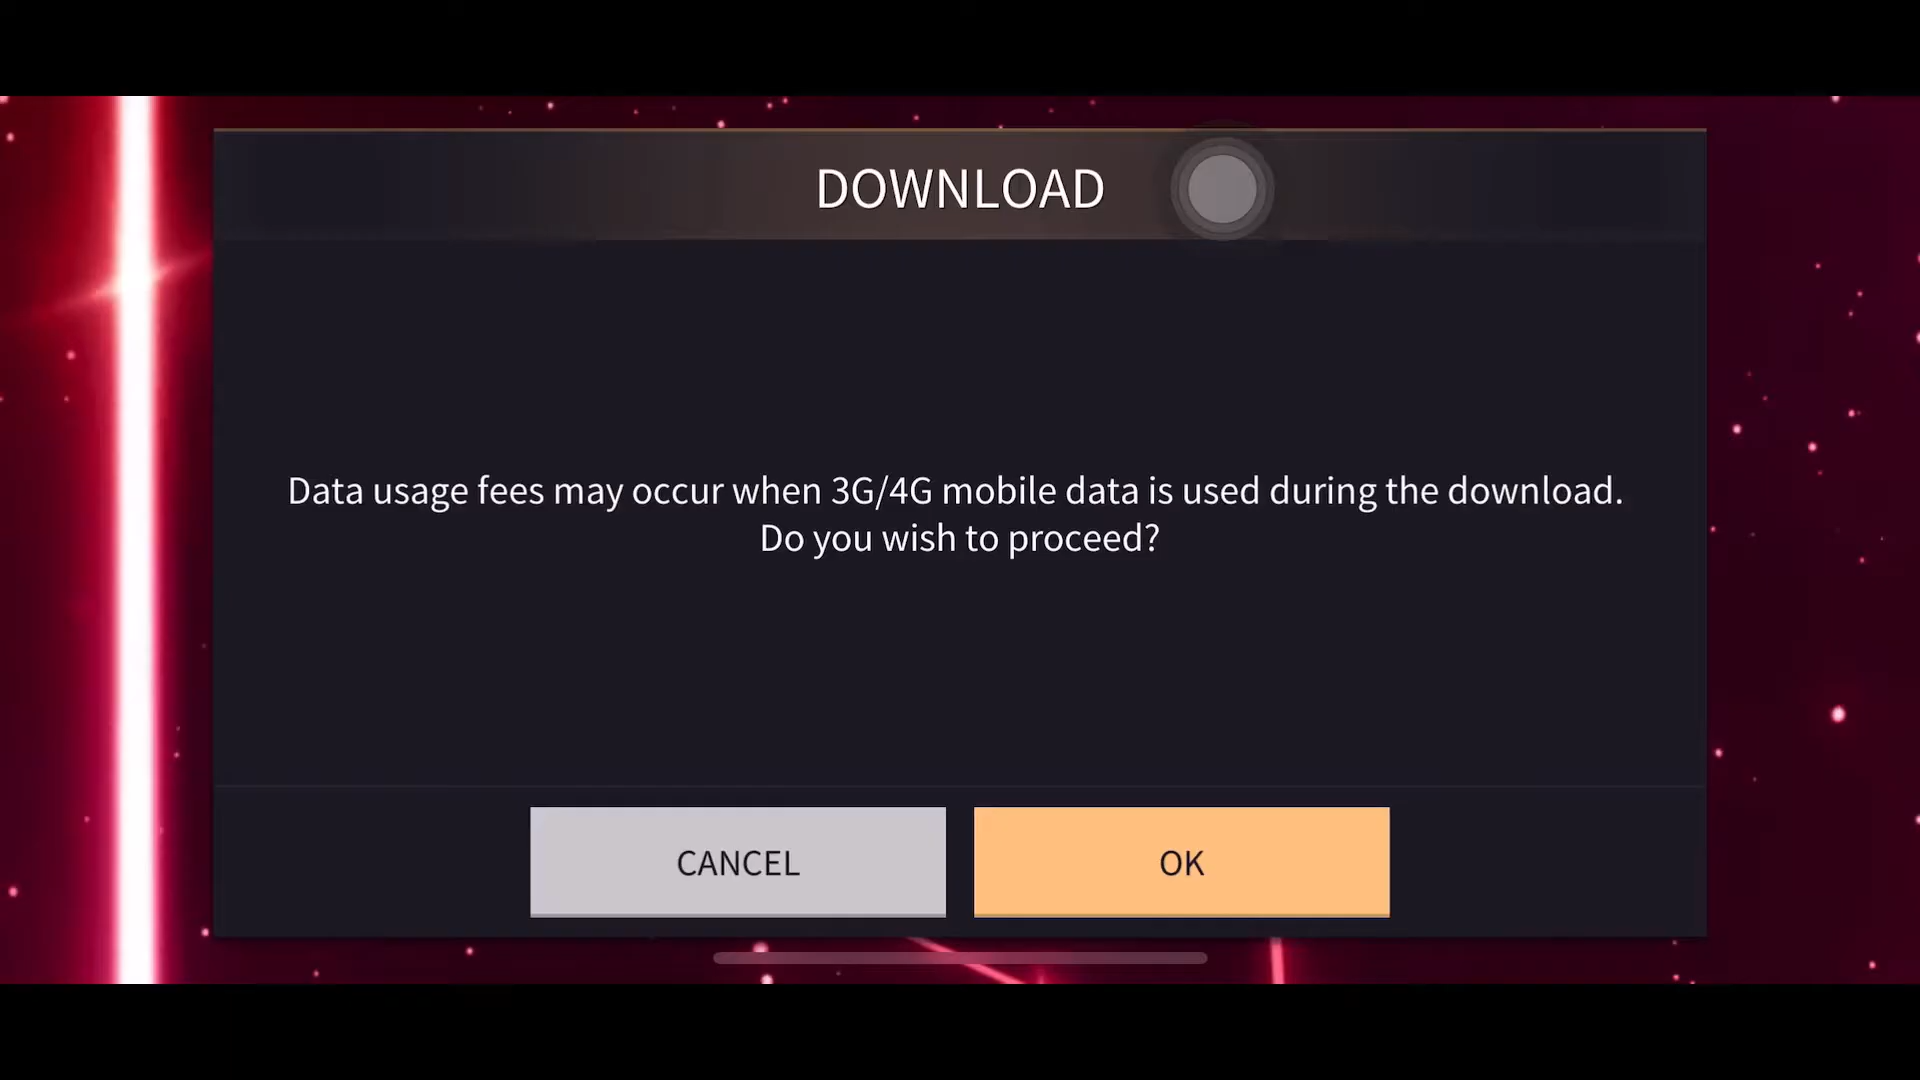 DOWNLOAD
Data usage fees may occur when 3G/4G mobile data is used during the download.
Do you wish to proceed?
CANCEL
OK